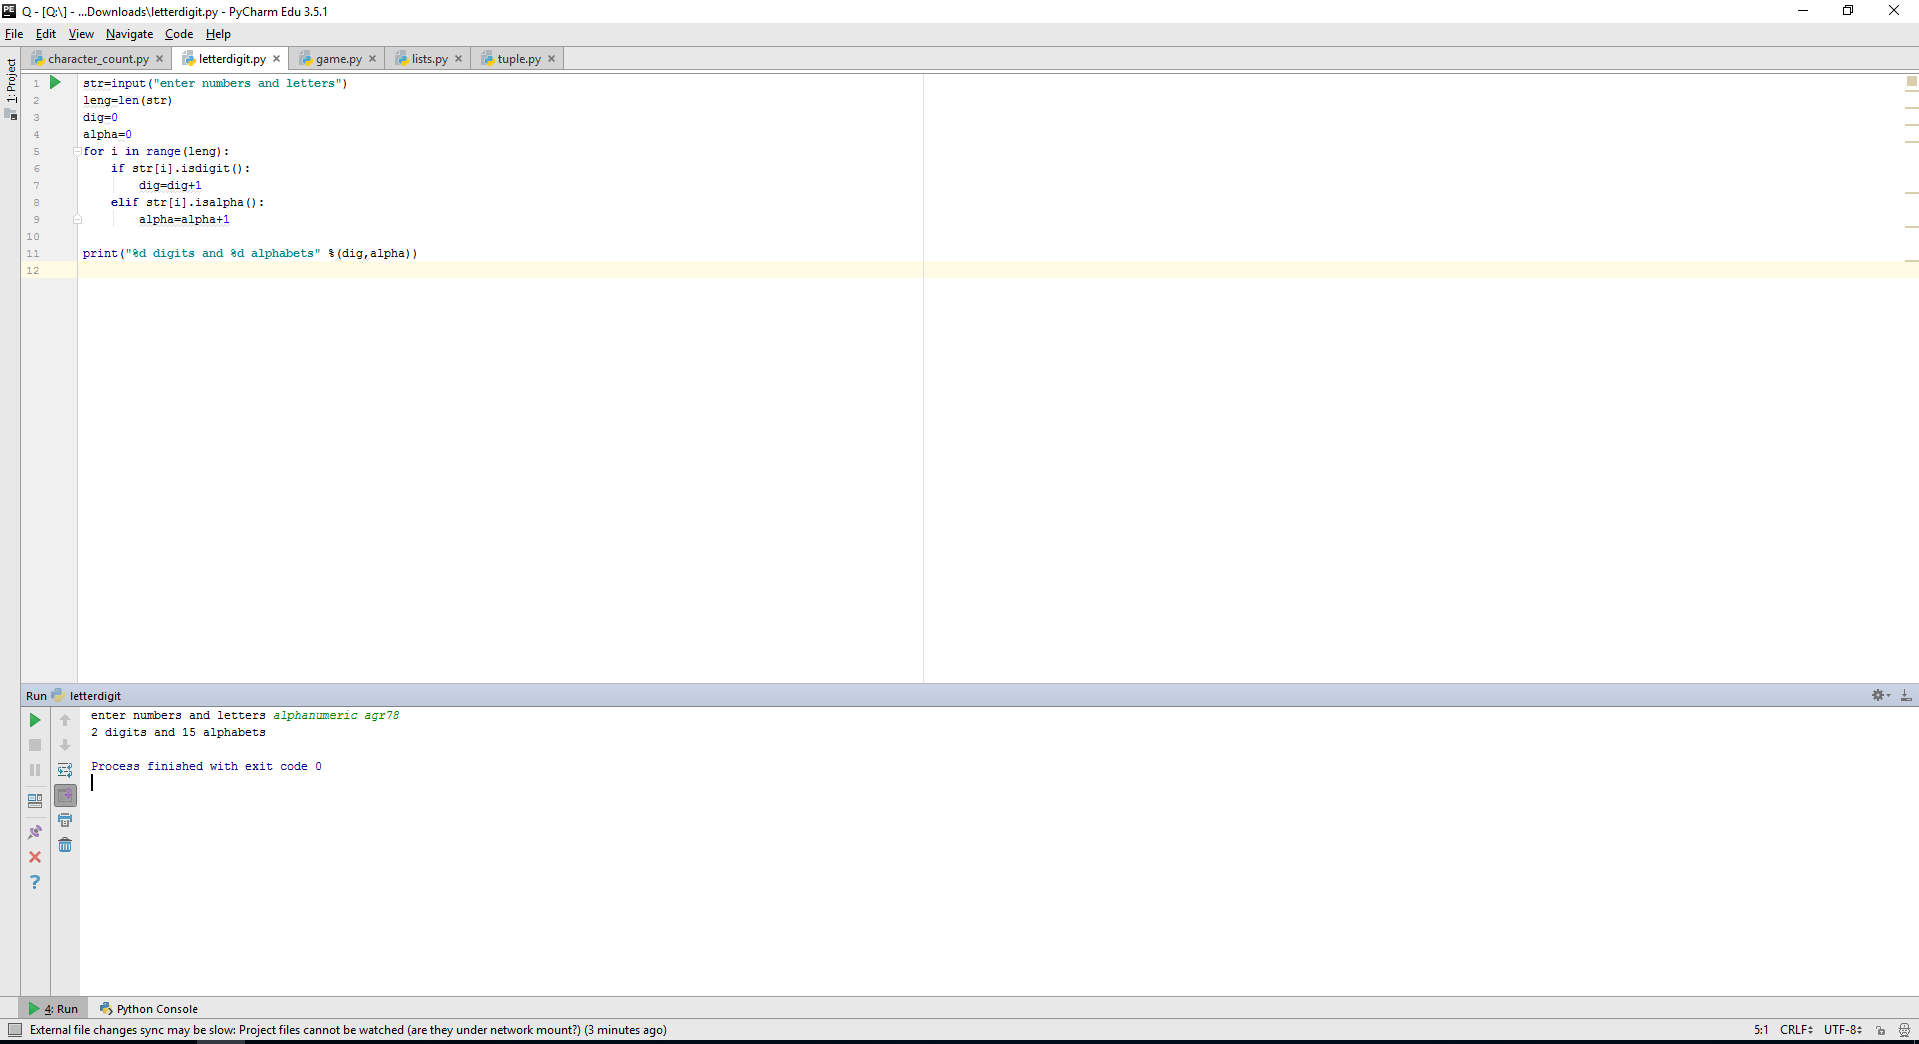 Q - [Q:\] - ...Downloads\letterdigit.py - PyCharm Edu 3.5.1
File Edit View Navigate Code Help
character_count.py letterdigit.py game.py lists.py tuple.py
1: Project
1 str=input("enter numbers and letters")
2 leng=len(str)
3 dig=0
4 alpha=0
5 for i in range(leng):
6     if str[i].isdigit():
7         dig=dig+1
8     elif str[i].isalpha():
9         alpha=alpha+1
10
11 print("%d digits and %d alphabets" %(dig,alpha))
12
Run letterdigit
enter numbers and letters alphanumeric agr78
2 digits and 15 alphabets
Process finished with exit code 0
4: Run Python Console
External file changes sync may be slow: Project files cannot be watched (are they under network mount?) (3 minutes ago) 5:1 CRLF UTF-8